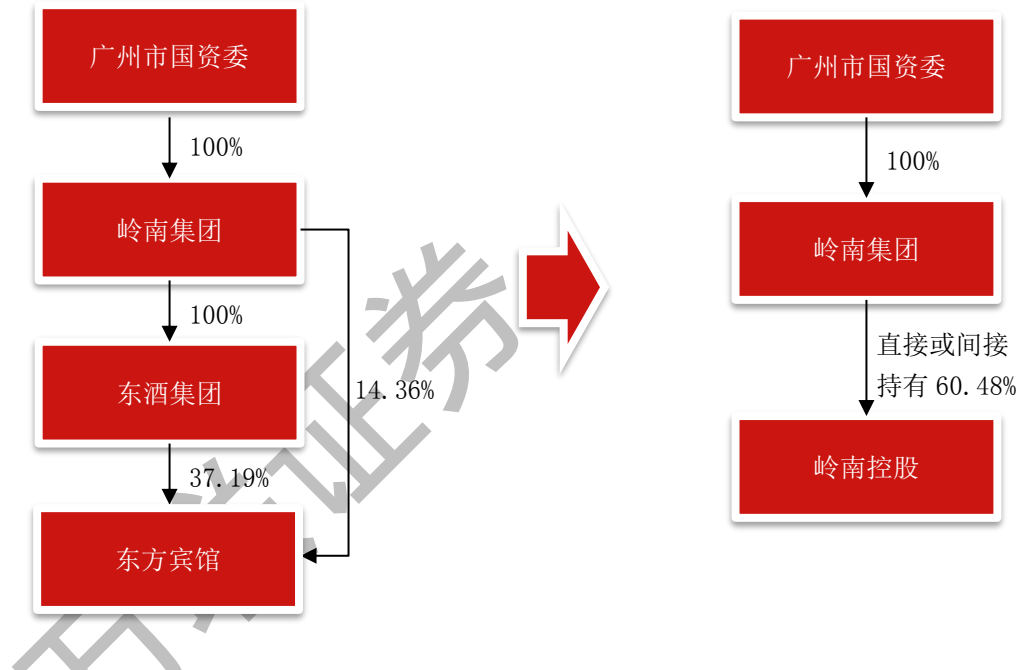 广州市国资委
100%
岭南集团
100%
东酒集团
14.36%
37.19%
东方宾馆
广州市国资委
100%
岭南集团
直接或间接
持有 60.48%
岭南控股
证券